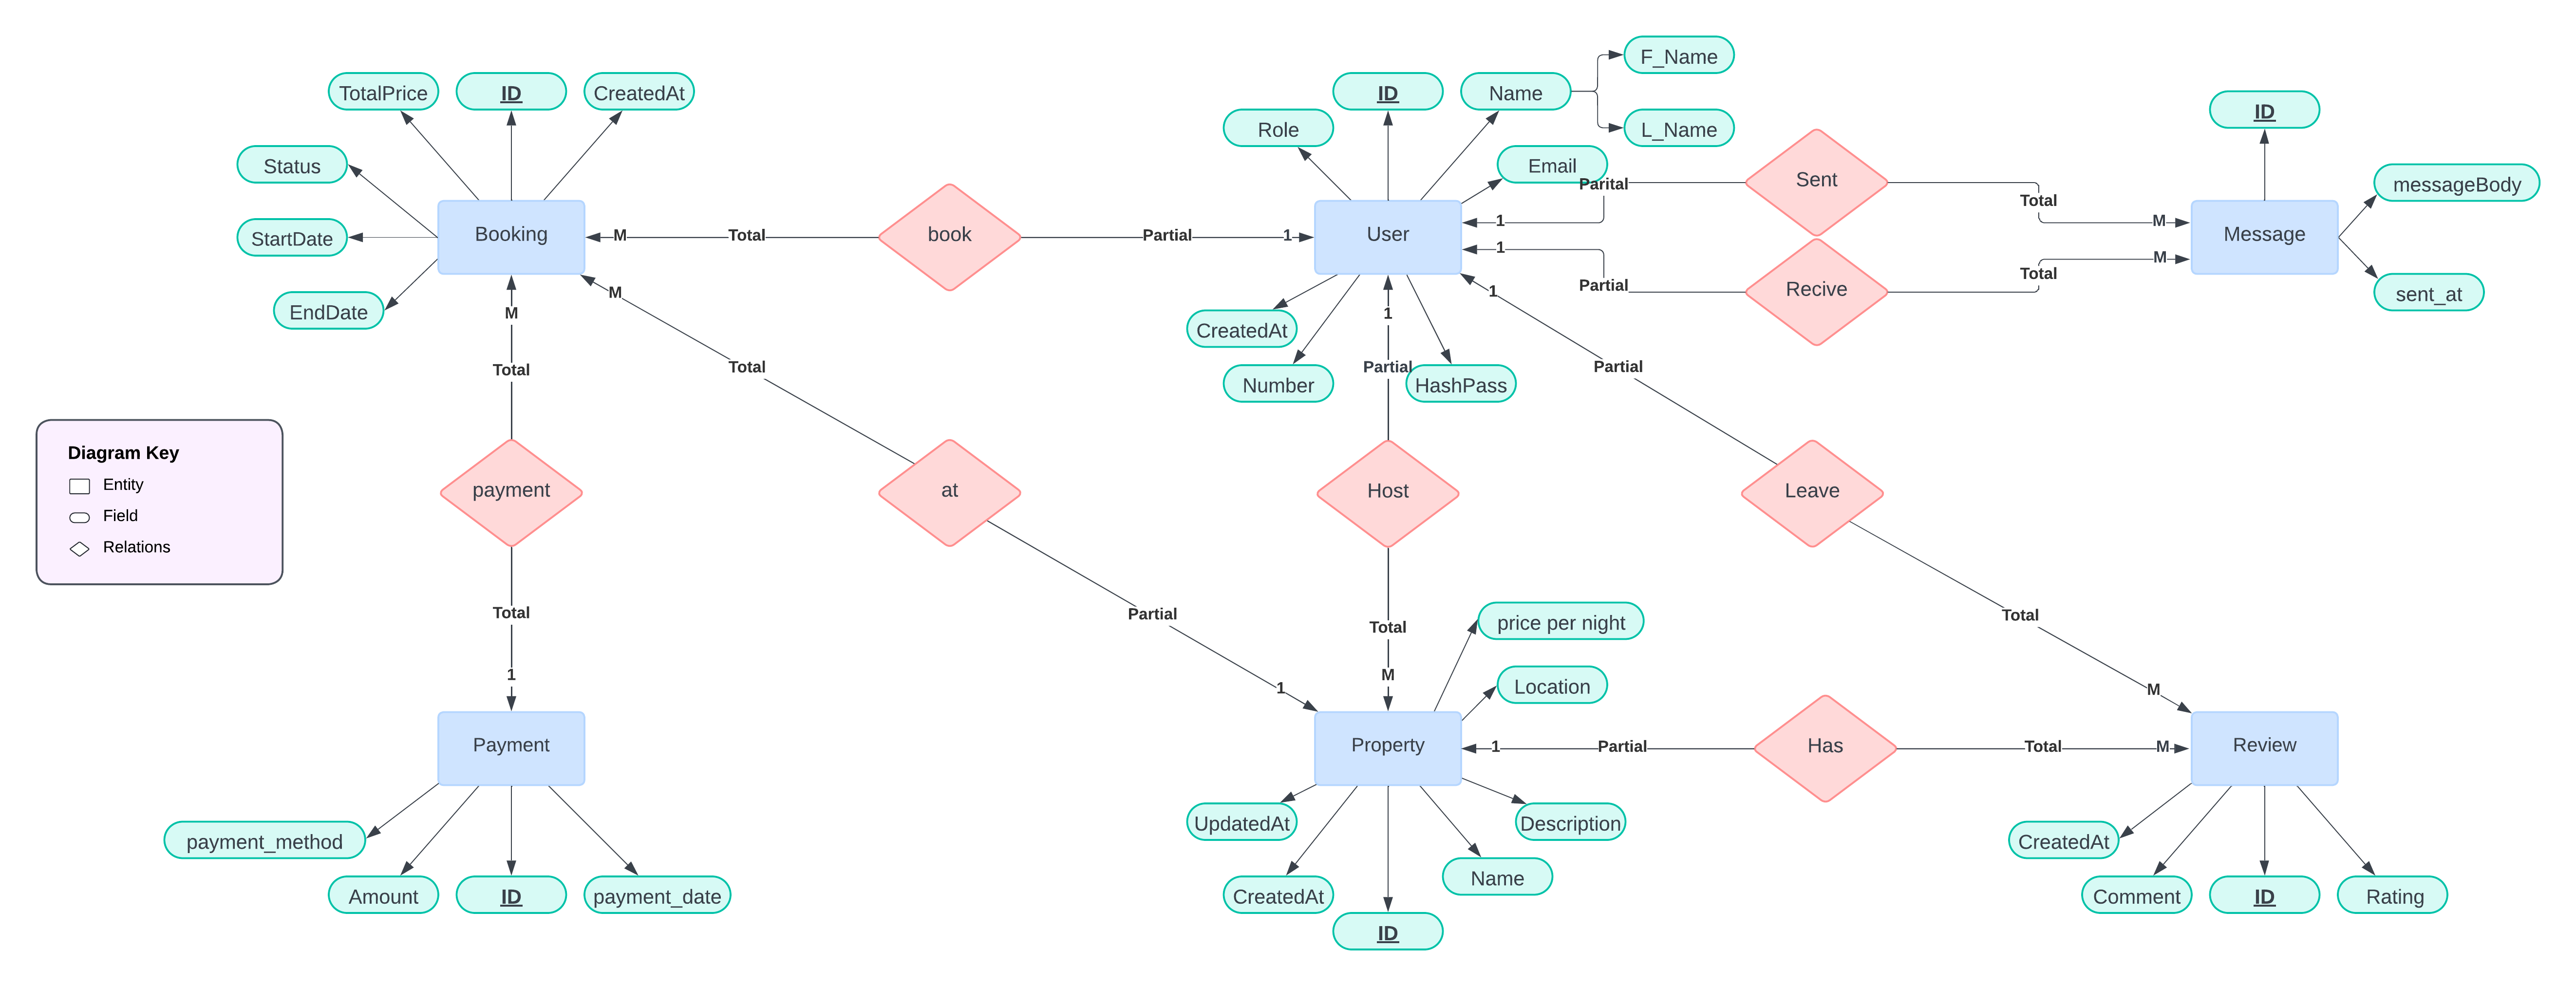 F_Name
TotalPrice
ID
CreatedAt
ID
Name
ID
Role
L_Name
Status
Email
Parital
Sent
Total
messageBody
StartDate
Booking
M
Total
book
Partial
1
User
1
M
Message
1
M
EndDate
M
M
CreatedAt
1
1
Partial
Recive
Total
sent_at
Total
Total
Number
Partial
HashPass
Partial
Diagram Key
Entity
Field
Relations
payment
at
Host
Leave
Total
Partial
Total
price per night
Total
1
1
M
Location
M
Payment
Property
1
Partial
Has
Total
M
Review
payment_method
UpdatedAt
Description
CreatedAt
Amount
ID
payment_date
CreatedAt
Name
Comment
ID
Rating
ID